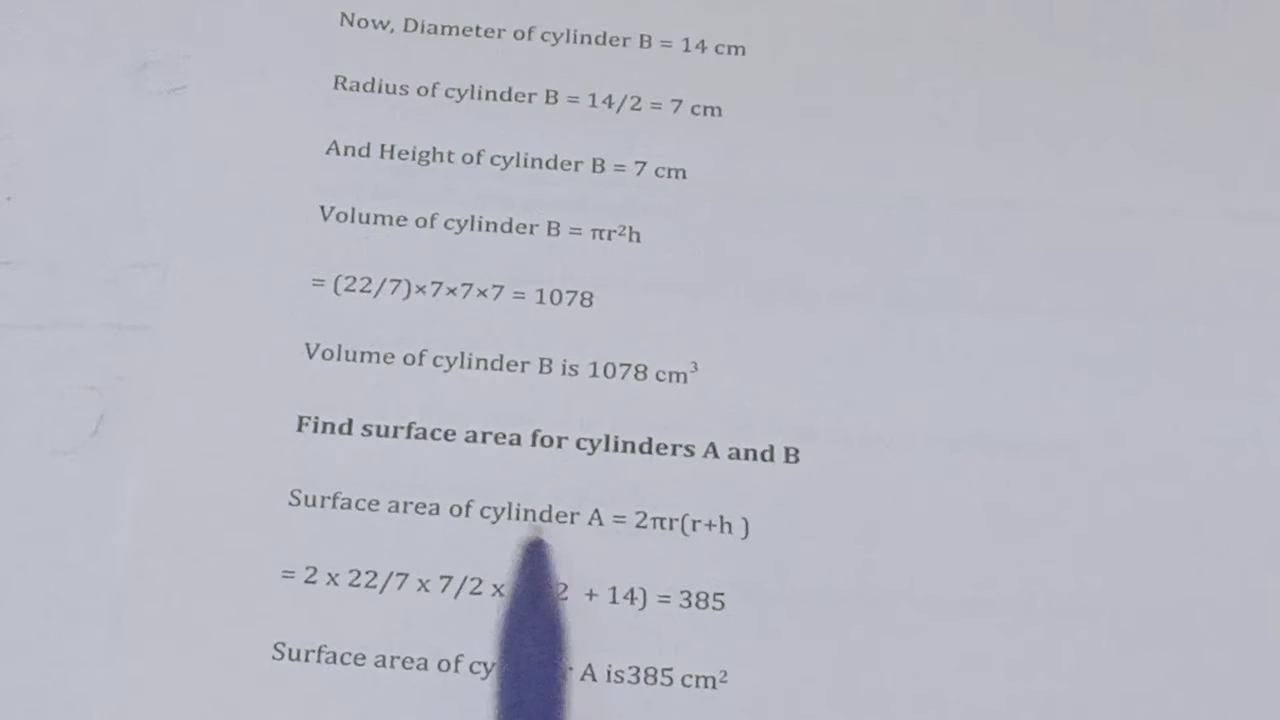 Now, Diameter of cylinder B = 14 cm
Radius of cylinder B = 14/2 = 7 cm
And Height of cylinder B = 7 cm
Volume of cylinder B = πr²h
= (22/7)×7×7×7 = 1078
Volume of cylinder B is 1078 cm³
Find surface area for cylinders A and B
Surface area of cylinder A = 2πr(r+h )
= 2 x 22/7 x 7/2 x 2 + 14) = 385
Surface area of A is385 cm²